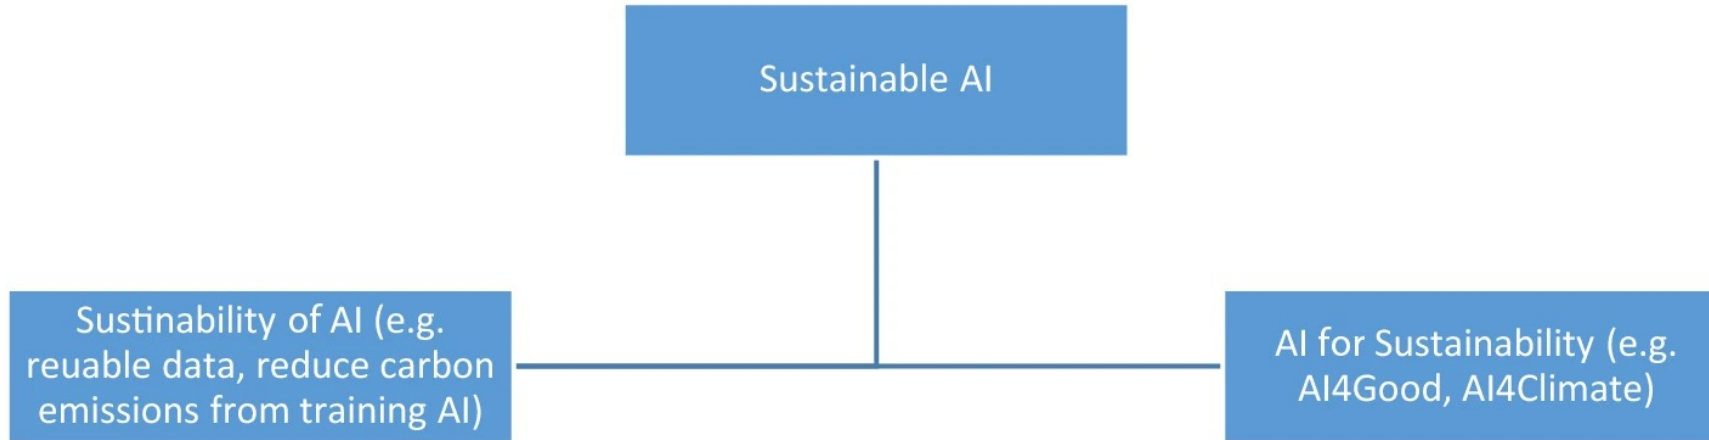 Sustainable AI
Sustinability of AI (e.g.
reuable data, reduce carbon
emissions from training AI)
AI for Sustainability (e.g.
AI4Good, AI4Climate)